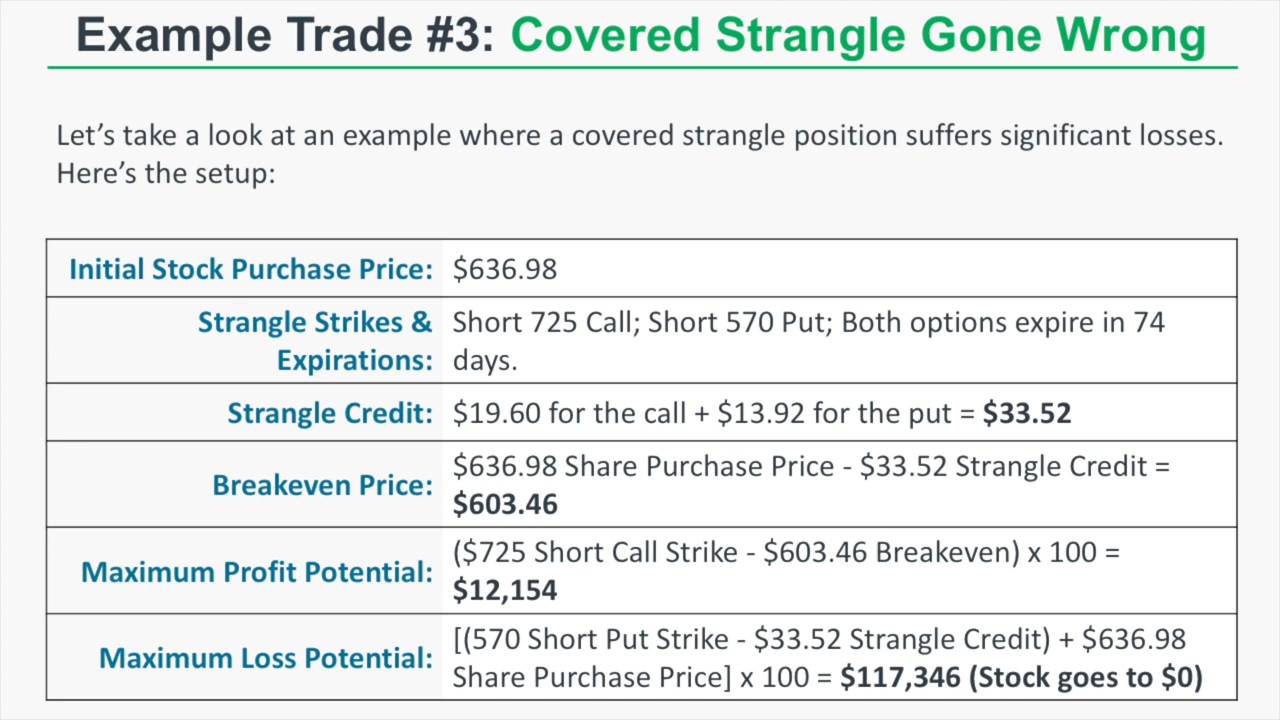 Example Trade #3: Covered Strangle Gone Wrong
Let’s take a look at an example where a covered strangle position suffers significant losses.
Here’s the setup:
Initial Stock Purchase Price: $636.98
Strangle Strikes & Short 725 Call; Short 570 Put; Both options expire in 74
Expirations: days.
Strangle Credit: $19.60 for the call + $13.92 for the put = $33.52
$636.98 Share Purchase Price - $33.52 Strangle Credit =
Breakeven Price:
$603.46
($725 Short Call Strike - $603.46 Breakeven) x 100 =
Maximum Profit Potential:
$12,154
[(570 Short Put Strike - $33.52 Strangle Credit) + $636.98
Maximum Loss Potential:
Share Purchase Price] x 100 = $117,346 (Stock goes to $0)